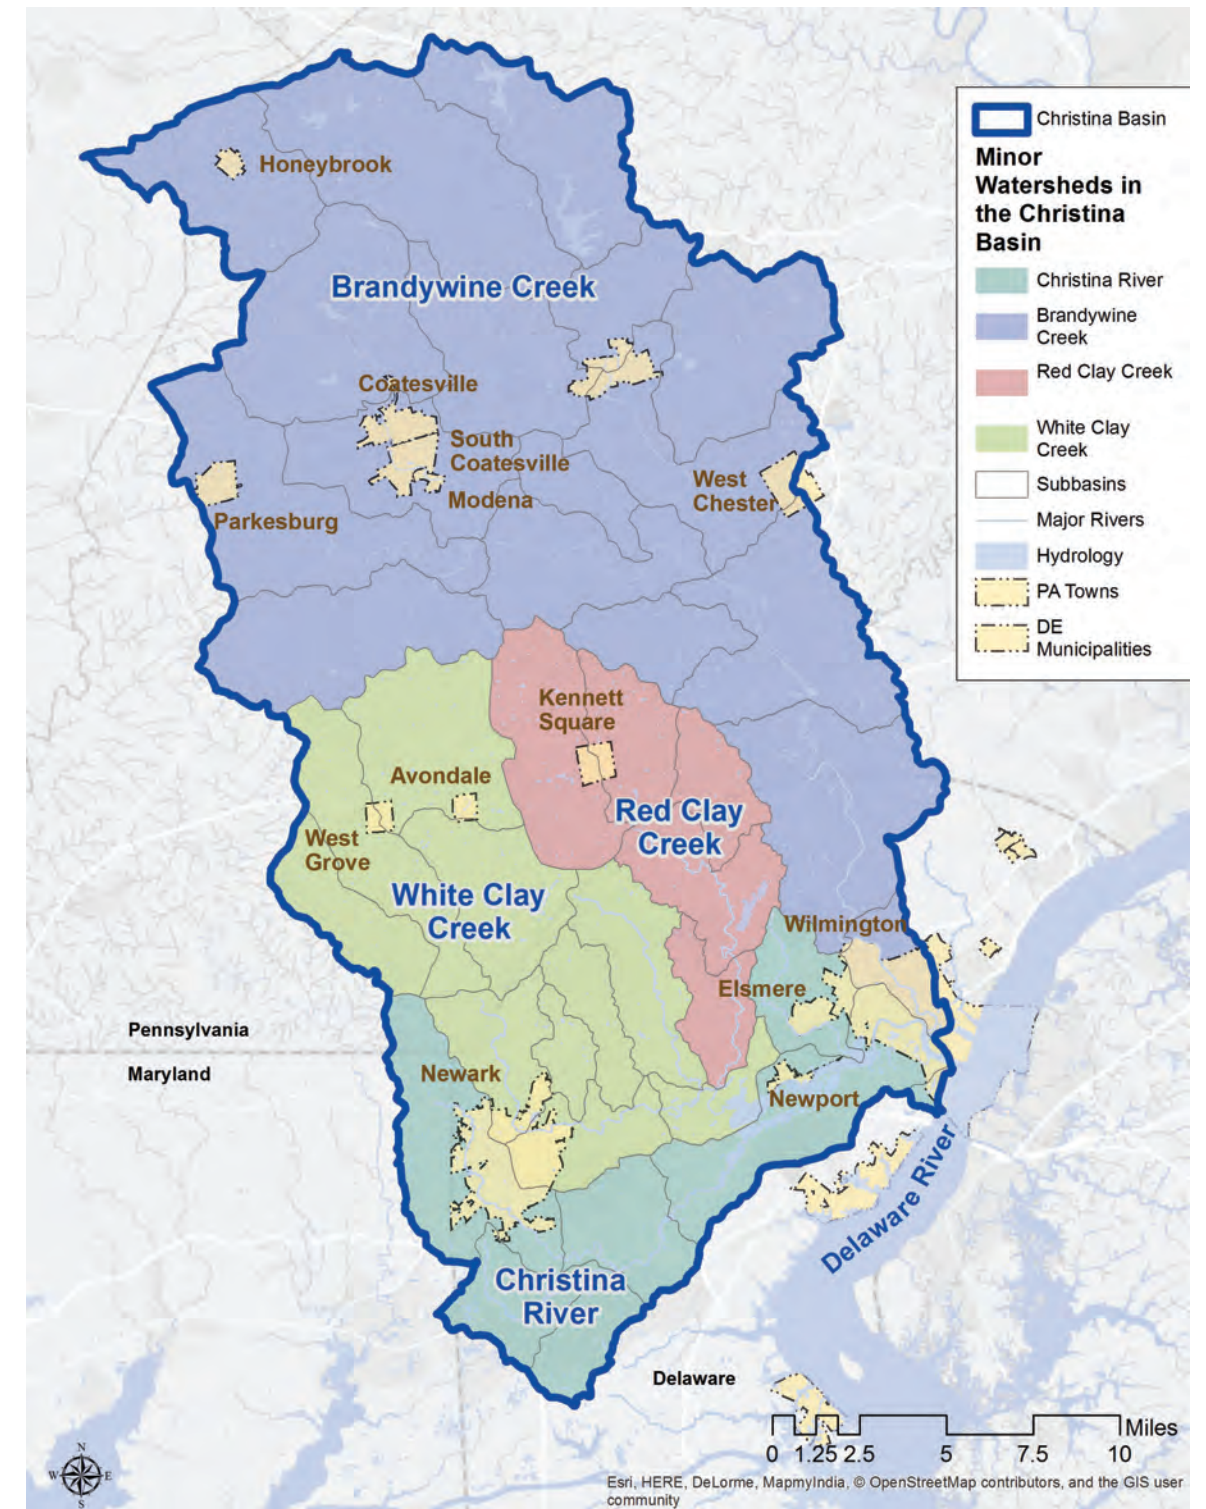 Honeybrook
Brandywine Creek
Coatesville
South
Coatesville
Modena
West
Chester
Parkesburg
Kennett
Square
Avondale
West
Grove
Red Clay
Creek
White Clay
Creek
Wilmington
Elsmere
Pennsylvania
Maryland
Newark
Newport
Delaware River
Christina
River
Delaware
Christina Basin
Minor
Watersheds in
the Christina
Basin
Christina River
Brandywine
Creek
Red Clay Creek
White Clay
Creek
Subbasins
Major Rivers
Hydrology
PA Towns
DE
Municipalities
Miles
0 1.25 2.5 5 7.5 10
N
W E
S
Esri, HERE, DeLorme, MapmyIndia, © OpenStreetMap contributors, and the GIS user
community